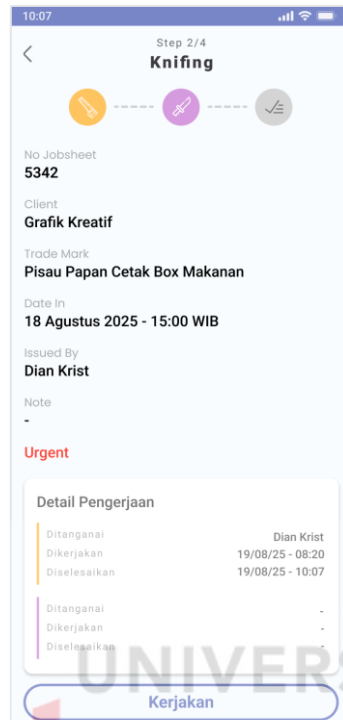 10:07
Step 2/4
Knifing
No Jobsheet
5342
Client
Grafik Kreatif
Trade Mark
Pisau Papan Cetak Box Makanan
Date In
18 Agustus 2025 - 15:00 WIB
Issued By
Dian Krist
Note
-
Urgent
Detail Pengerjaan
Ditanganai Dian Krist
Dikerjakan 19/08/25 - 08:20
Diselesaikan 19/08/25 - 10:07
Ditanganai -
Dikerjakan -
Diselesaikan -
UNIVERS
Kerjakan